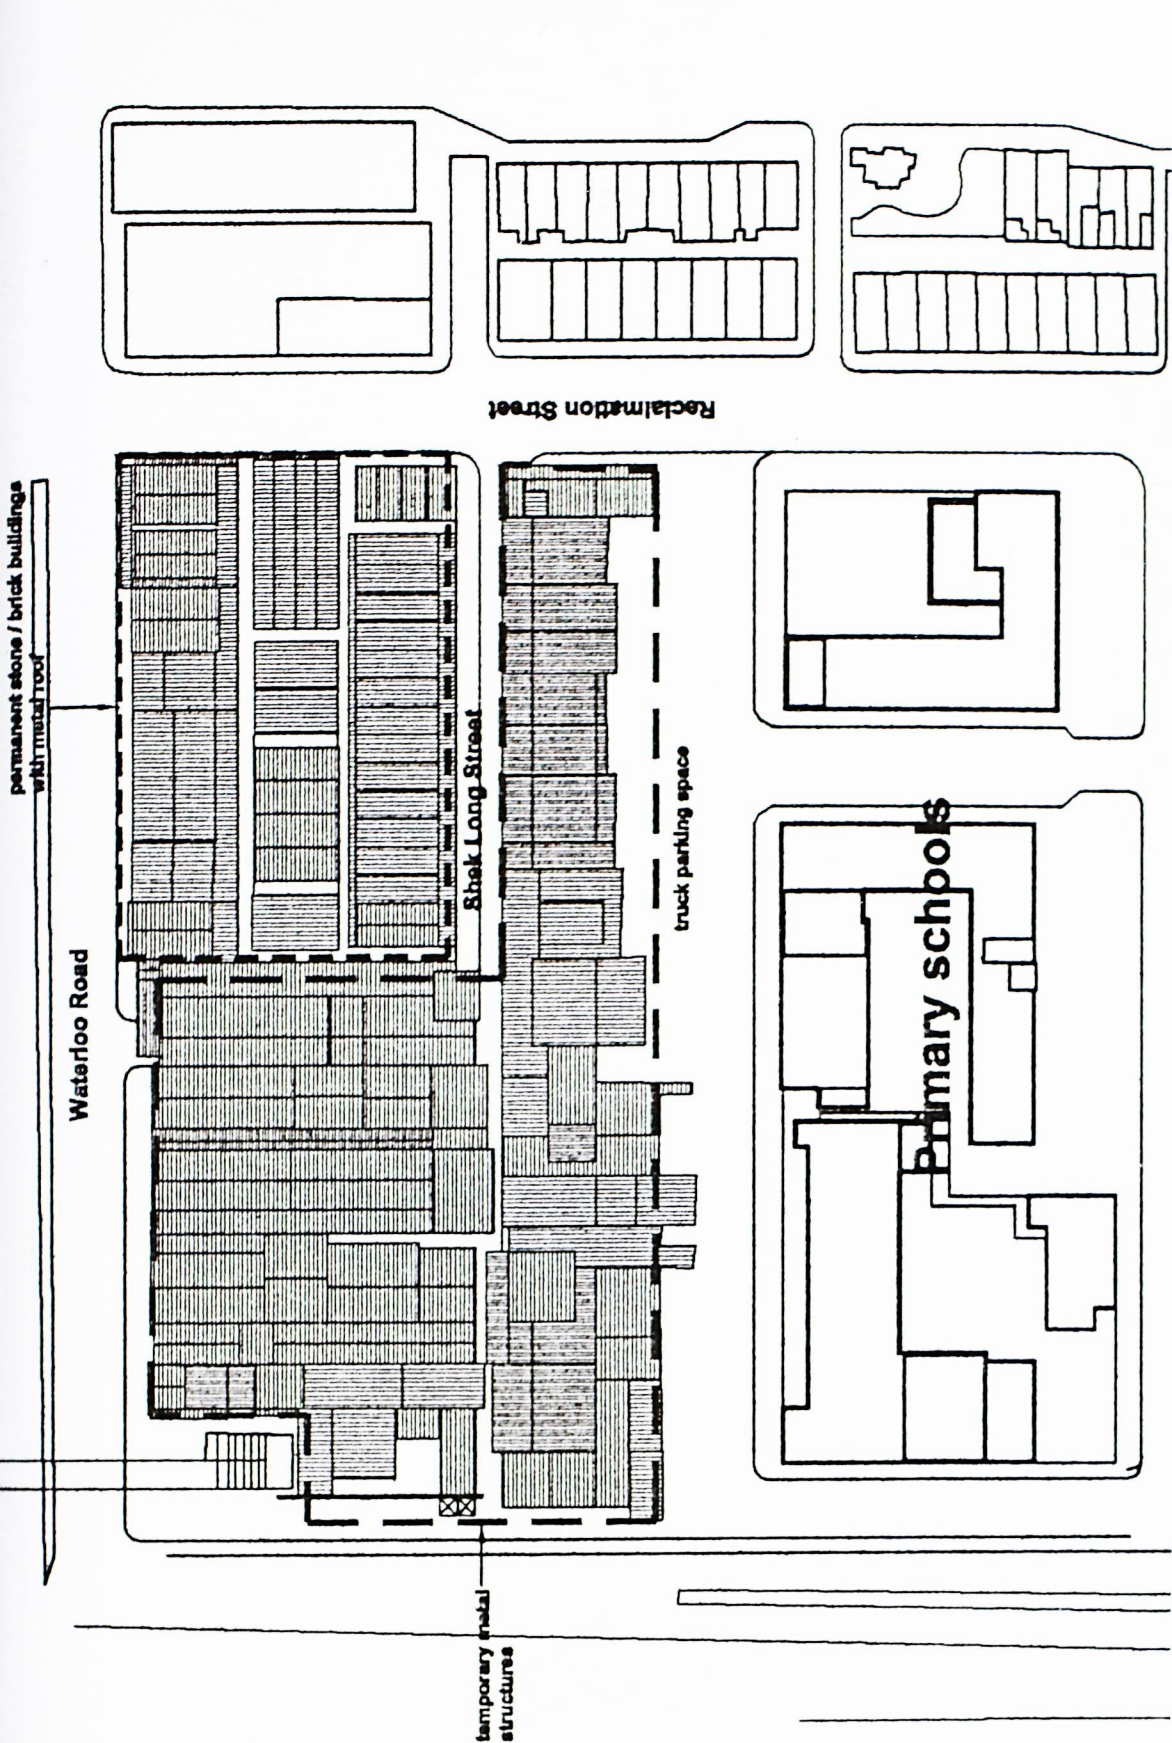 Reclamation Street
permanent stone / brick buildings
with metal roof
Shek Long Street
truck parking space
Waterloo Road
Primary schools
temporary metal
structures